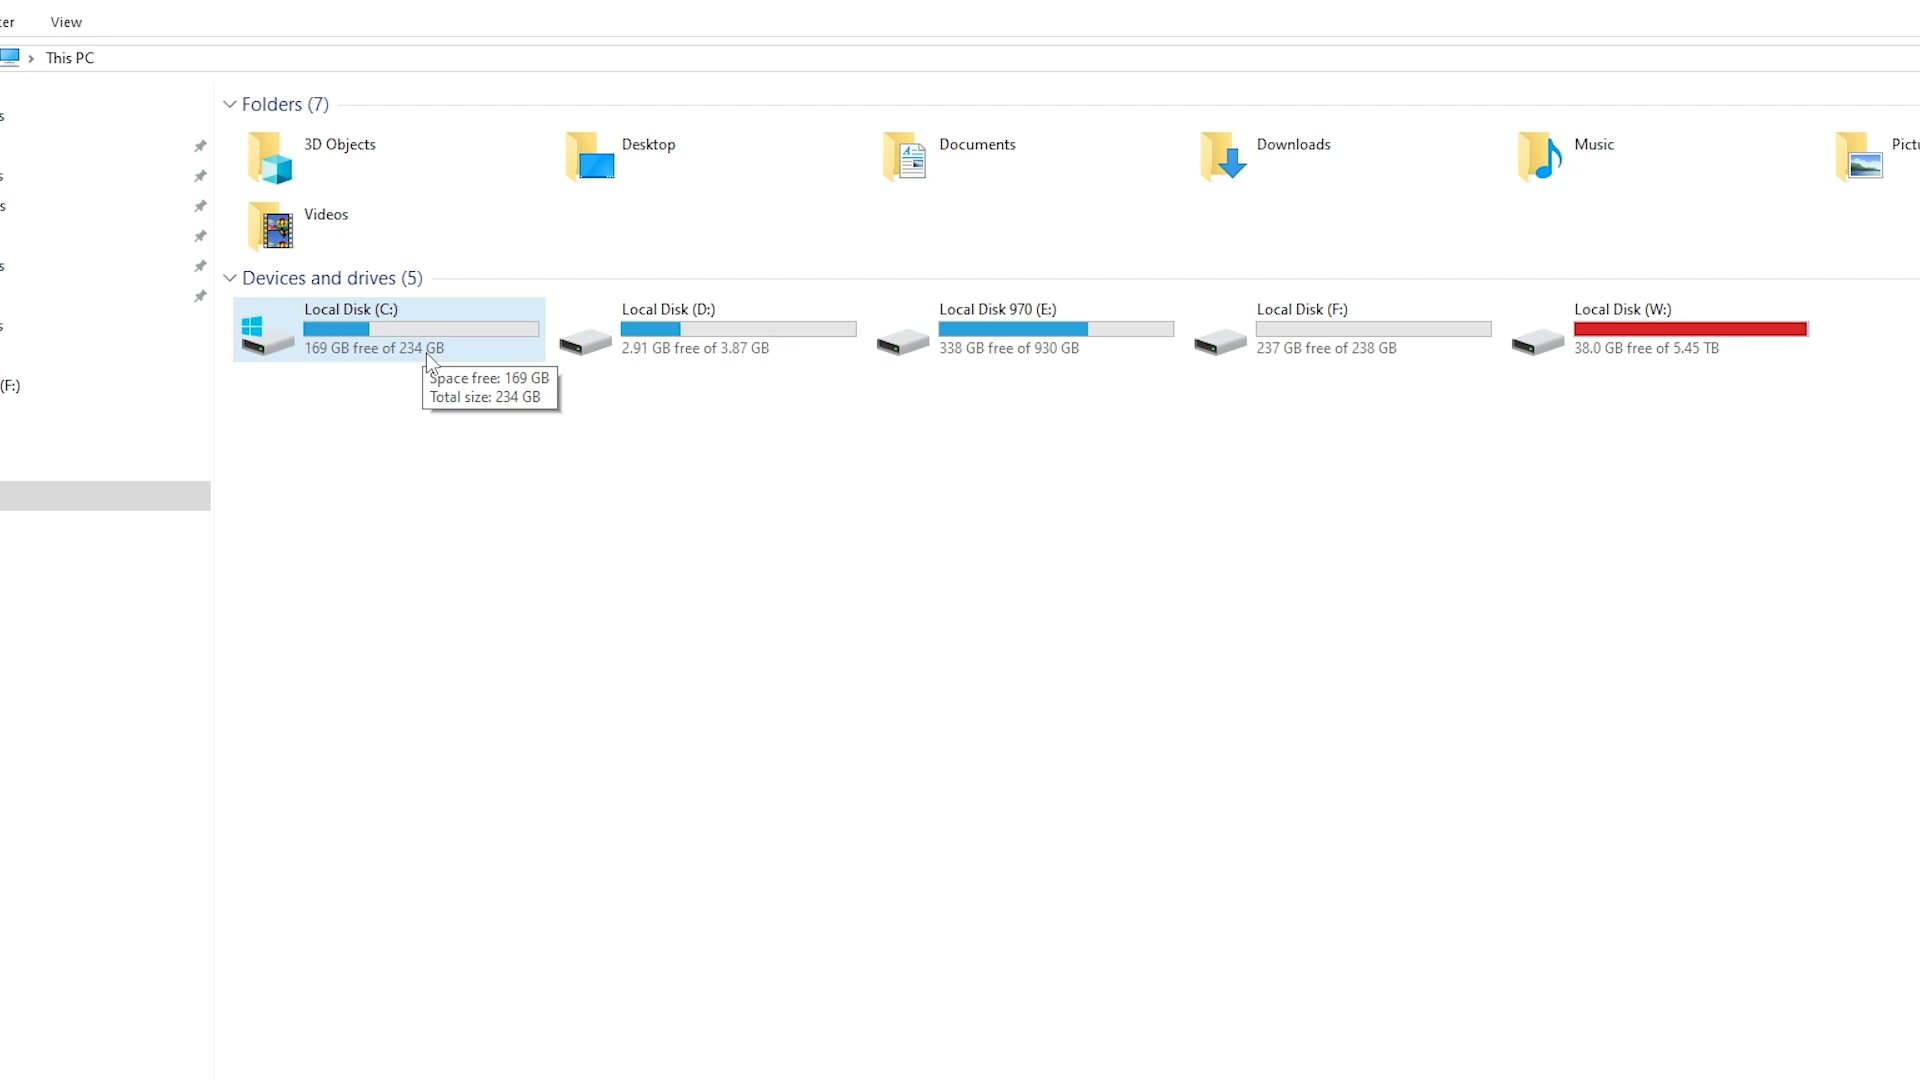 ter View
This PC
Folders (7)
3D Objects
Desktop
Documents
Downloads
Music
Pictu
Videos
Devices and drives (5)
Local Disk (C:)
169 GB free of 234 GB
Local Disk (D:)
2.91 GB free of 3.87 GB
Local Disk 970 (E:)
338 GB free of 930 GB
Local Disk (F:)
237 GB free of 238 GB
Local Disk (W:)
38.0 GB free of 5.45 TB
Space free: 169 GB
Total size: 234 GB
s
s
s
s
s
(F:)